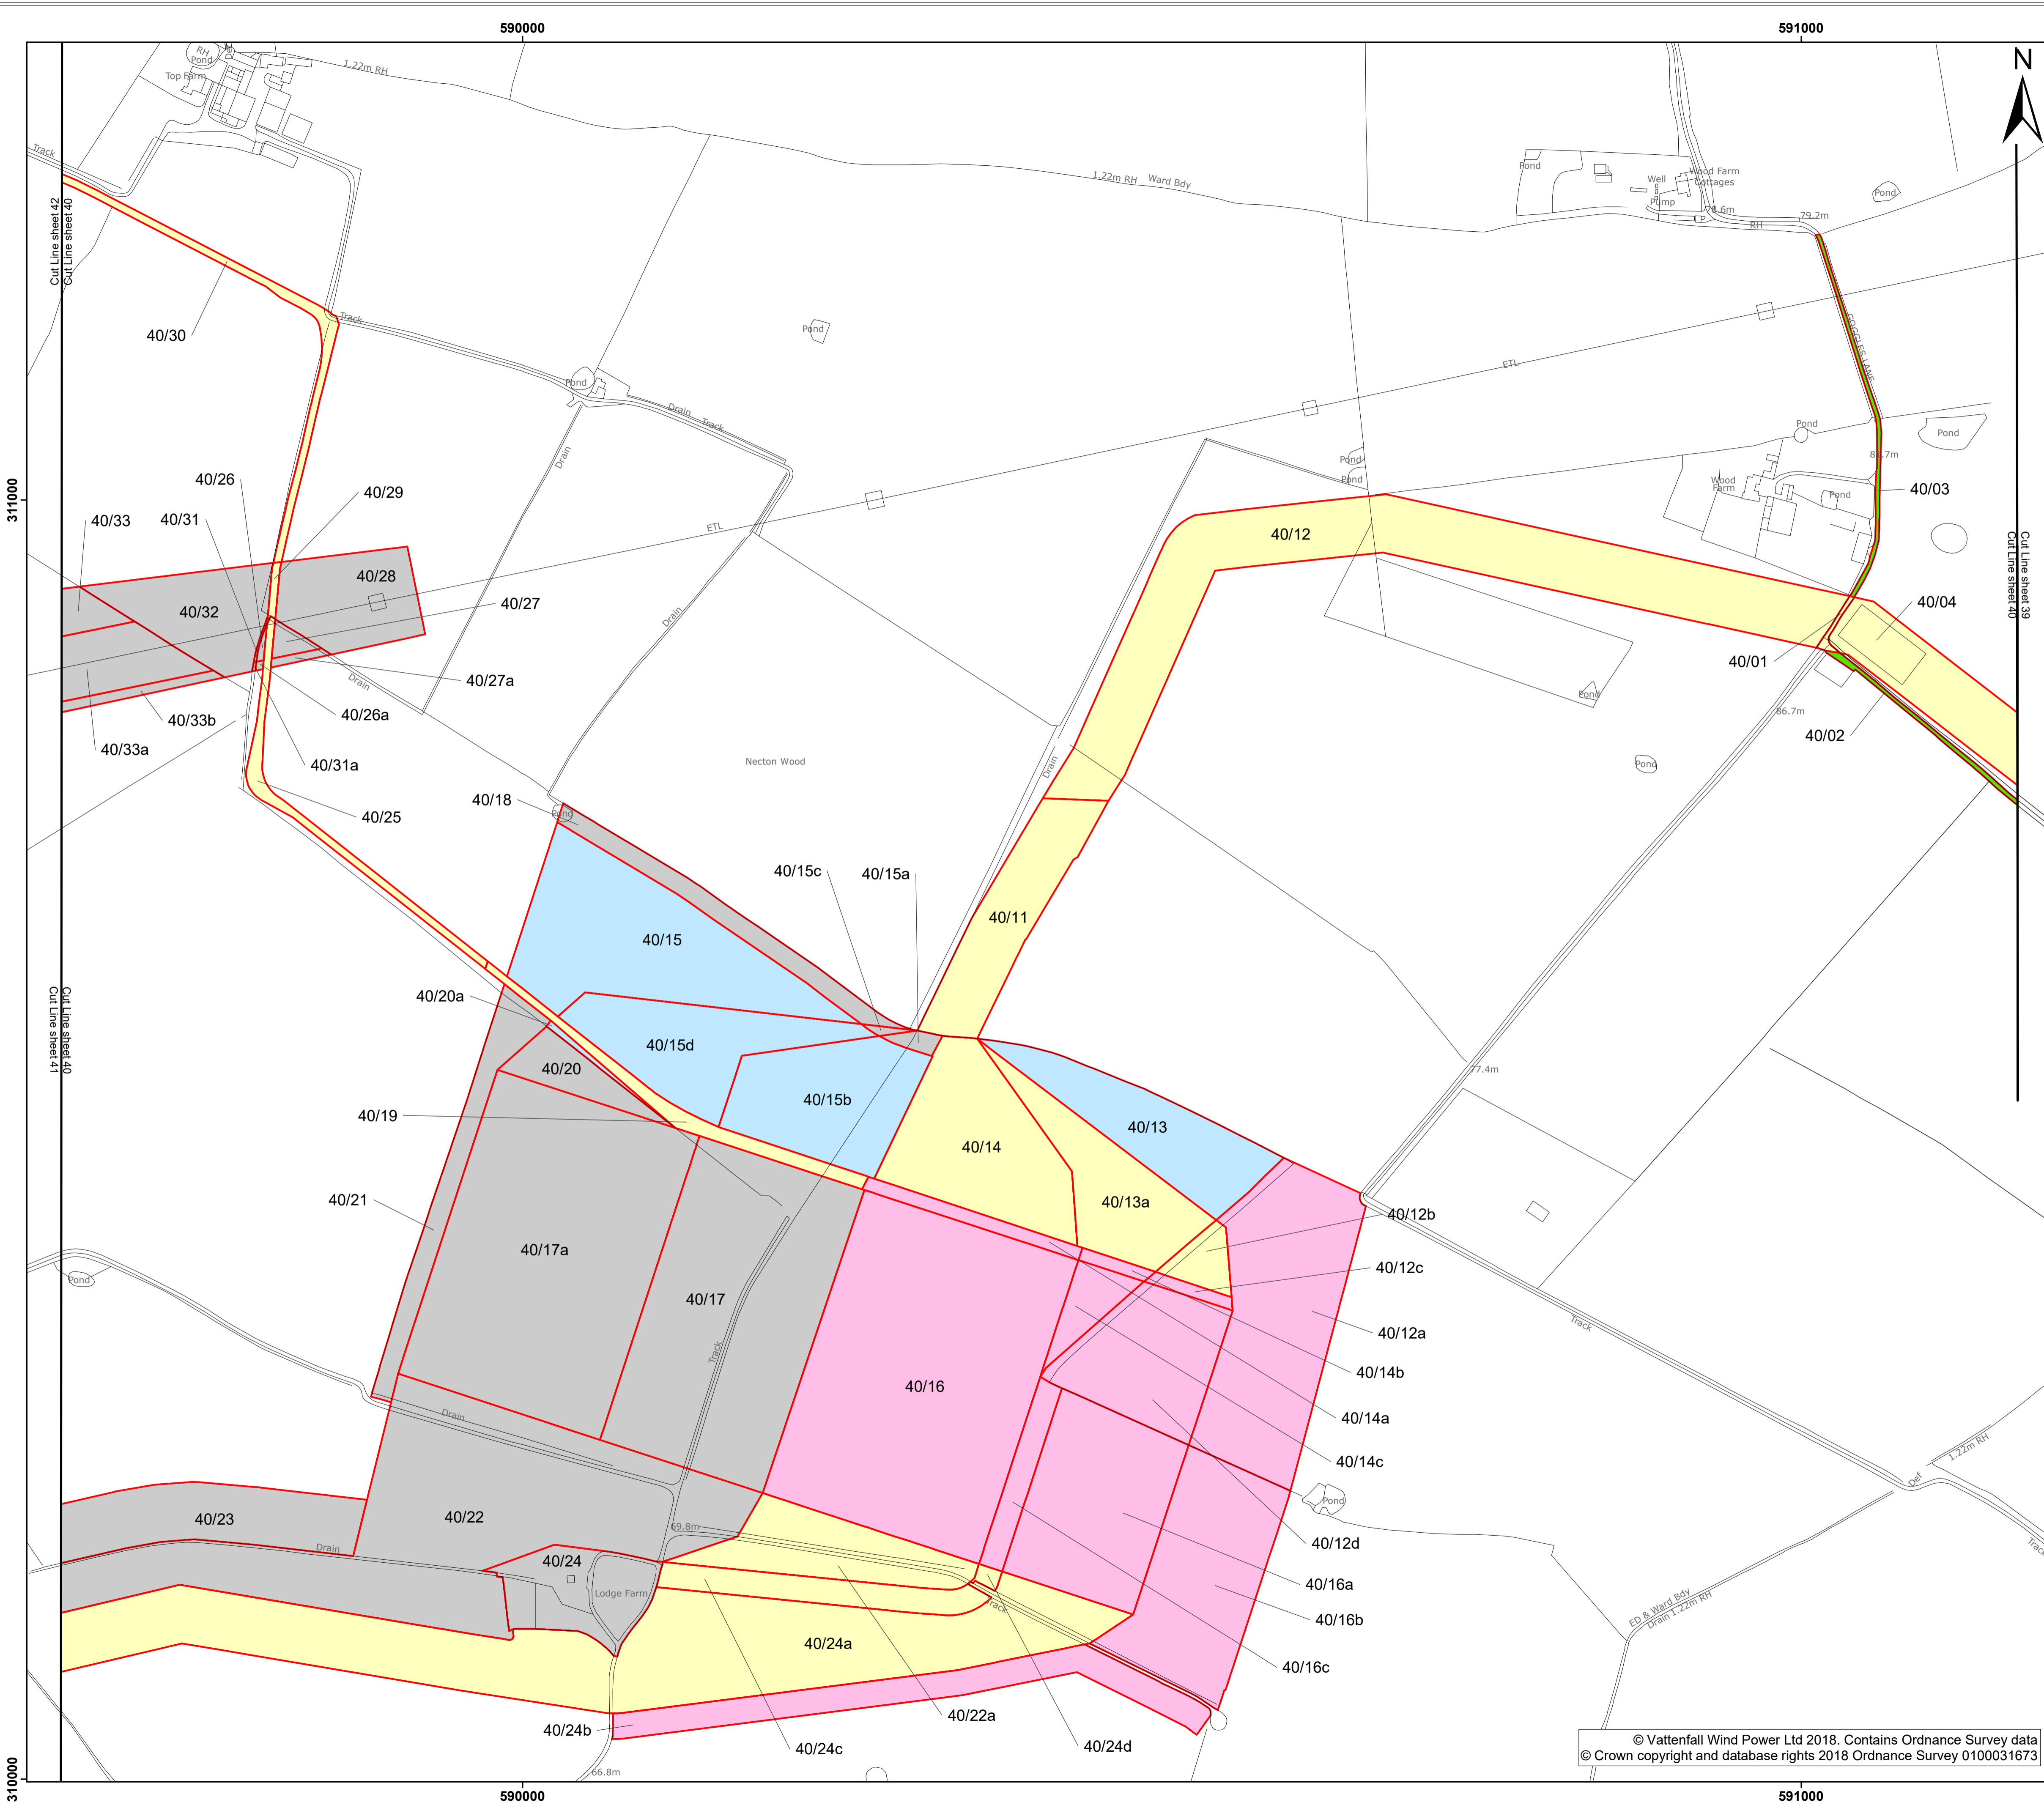 590000
591000
N
RH
Pond
Top Farm
1.22m RH
Track
1.22m RH Ward Bdy
Pond
Well
Wood Farm
Cottages
Pump
78.6m
79.2m
RH
Pond
Cut Line sheet 42
Cut Line sheet 40
40/30
Track
Pond
GOGGLES LANE
ETL
Pond
Drain
Track
Pond
Pond
Drain
Pond
Pond
Wood
Farm
Pond
40/26
40/29
40/03
311000
40/33
40/31
ETL
40/12
Cut Line sheet 39
Cut Line sheet 40
40/28
40/32
40/27
40/04
Drain
40/01
40/27a
Drain
40/33b
40/26a
Pond
86.7m
40/02
40/33a
40/31a
Necton Wood
Drain
Pond
40/25
40/18
Pond
40/15c
40/15a
40/11
40/15
40/20a
Cut Line sheet 40
Cut Line sheet 41
40/15d
40/20
77.4m
40/15b
40/19
40/13
40/14
40/21
40/13a
40/12b
40/17a
40/12c
Pond
40/17
40/12a
Track
Track
40/14b
40/16
40/14a
Drain
40/14c
1.22m RH
Def
Pond
40/23
40/22
69.8m
40/12d
Drain
Track
40/24
40/16a
Lodge Farm
Track
40/16b
ED & Ward Bdy
Drain 1.22m RH
40/24a
40/16c
40/22a
40/24b
40/24c
40/24d
© Vattenfall Wind Power Ltd 2018. Contains Ordnance Survey data
© Crown copyright and database rights 2018 Ordnance Survey 0100031673
310000
66.8m
590000
591000